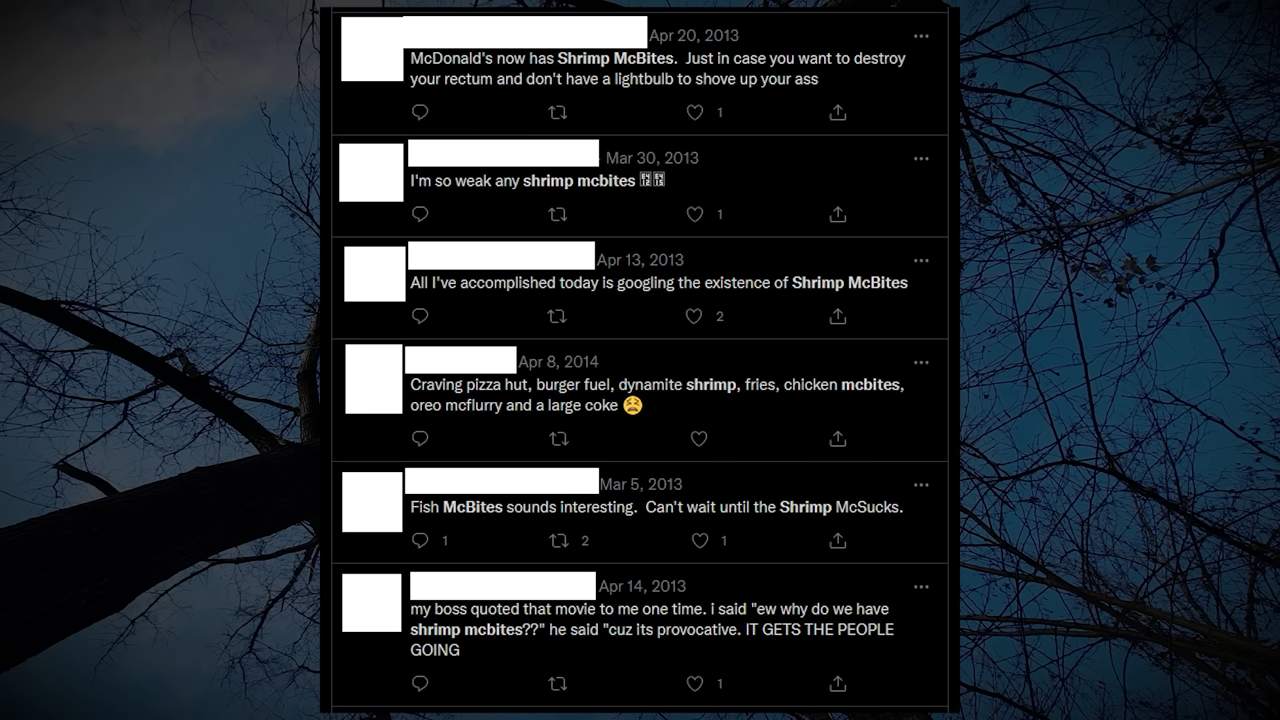 Apr 20, 2013
McDonald's now has Shrimp McBites. Just in case you want to destroy
your rectum and don't have a lightbulb to shove up your ass
1
Mar 30, 2013
I'm so weak any shrimp mcbites
1
Apr 13, 2013
All I've accomplished today is googling the existence of Shrimp McBites
2
Apr 8, 2014
Craving pizza hut, burger fuel, dynamite shrimp, fries, chicken mcbites,
oreo mcflurry and a large coke 😫
Mar 5, 2013
Fish McBites sounds interesting. Can't wait until the Shrimp McSucks.
1 2 1
Apr 14, 2013
my boss quoted that movie to me one time. i said "ew why do we have
shrimp mcbites??" he said "cuz its provocative. IT GETS THE PEOPLE
GOING
1